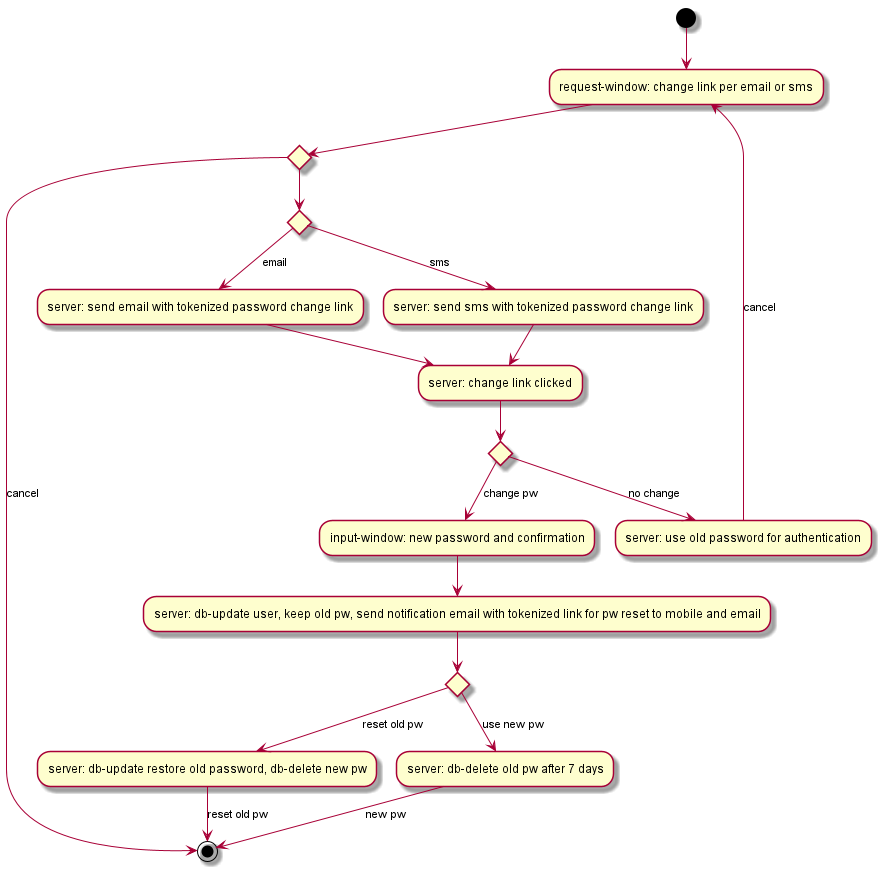 request-window: change link per email or sms
email
sms
server: send email with tokenized password change link
server: send sms with tokenized password change link
cancel
server: change link clicked
cancel
change pw
no change
input-window: new password and confirmation
server: use old password for authentication
server: db-update user, keep old pw, send notification email with tokenized link for pw reset to mobile and email
reset old pw
use new pw
server: db-update restore old password, db-delete new pw
server: db-delete old pw after 7 days
reset old pw
new pw